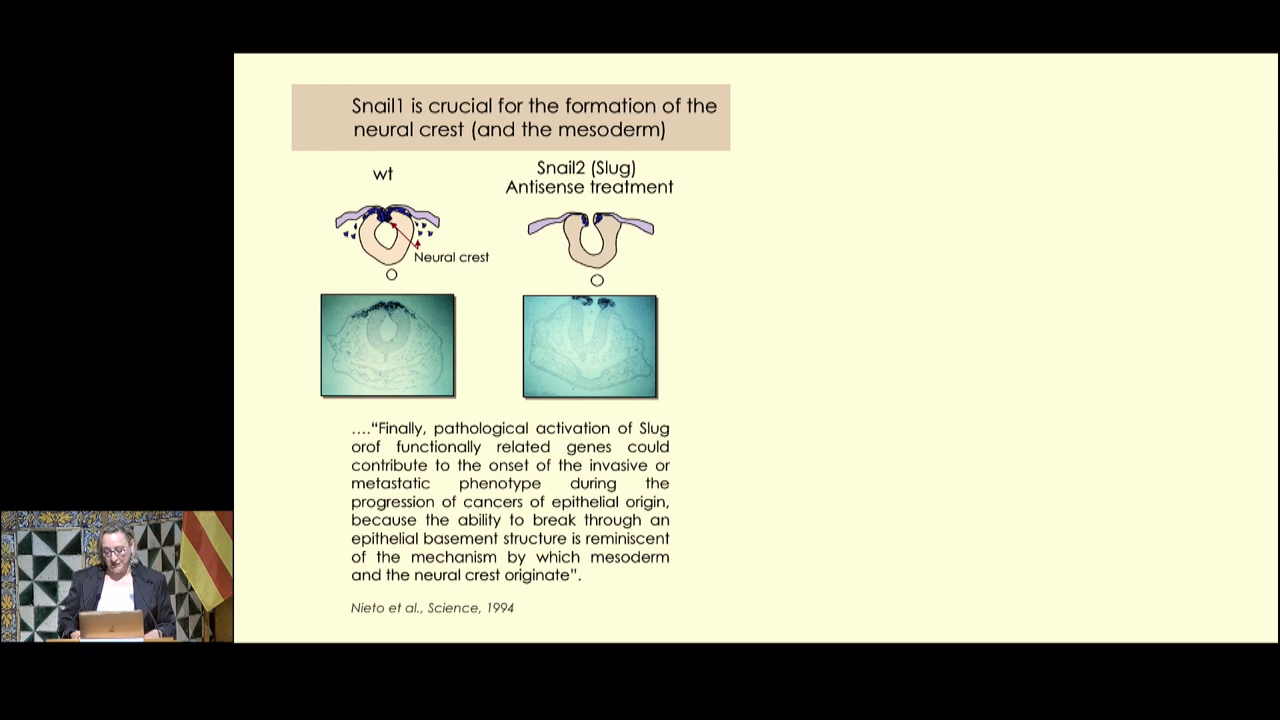 Snail1 is crucial for the formation of the
neural crest (and the mesoderm)
wt
Snail2 (Slug)
Antisense treatment
Neural crest
...."Finally, pathological activation of Slug
orof functionally related genes could
contribute to the onset of the invasive or
metastatic phenotype during the
progression of cancers of epithelial origin,
because the ability to break through an
epithelial basement structure is reminiscent
of the mechanism by which mesoderm
and the neural crest originate".
Nieto et al., Science, 1994